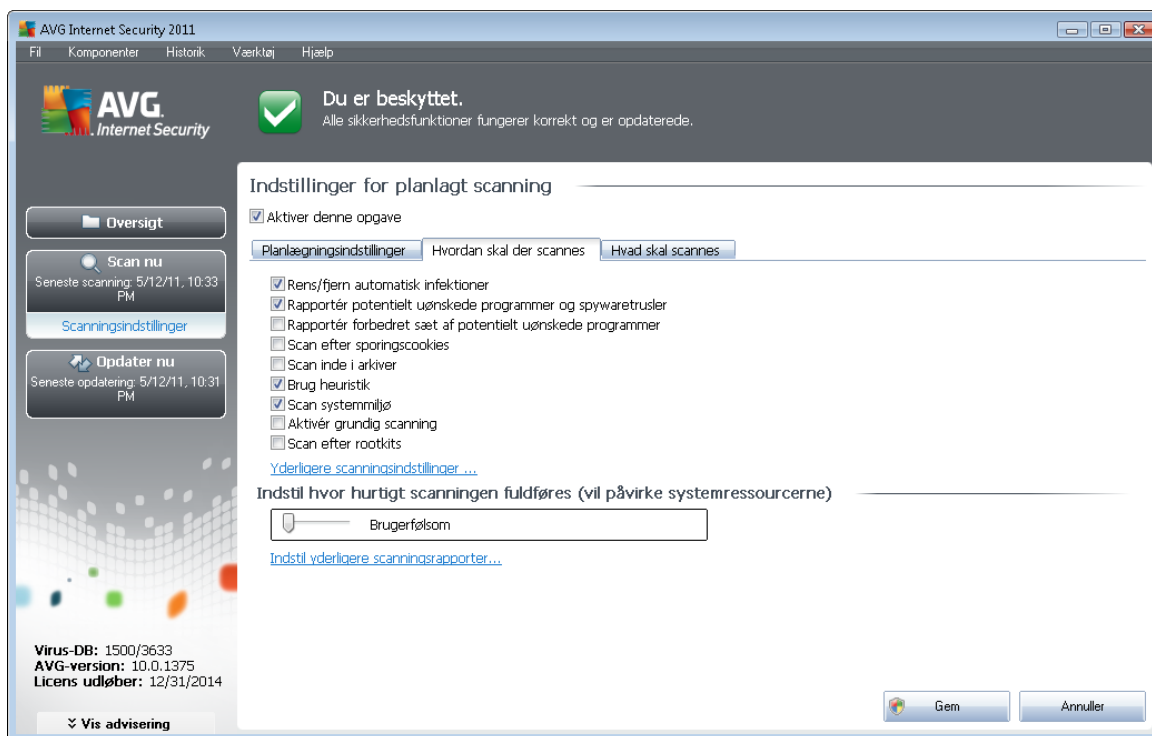 AVG Internet Security 2011
Fil Komponenter Historik Værktøj Hjælp
AVG.
Internet Security
Du er beskyttet.
Alle sikkerhedsfunktioner fungerer korrekt og er opdaterede.
Oversigt
Scan nu
Seneste scanning: 5/12/11, 10:33
PM
Scanningsindstillinger
Opdater nu
Seneste opdatering: 5/12/11, 10:31
PM
Virus-DB: 1500/3633
AVG-version: 10.0.1375
Licens udløber: 12/31/2014
Vis advisering
Indstillinger for planlagt scanning
Aktiver denne opgave
Planlægningsindstillinger Hvordan skal der scannes Hvad skal scannes
Rens/fjern automatisk infektioner
Rapportér potentielt uønskede programmer og spywaretrusler
Rapportér forbedret sæt af potentielt uønskede programmer
Scan efter sporingscookies
Scan inde i arkiver
Brug heuristik
Scan systemmiljø
Aktivér grundig scanning
Scan efter rootkits
Yderligere scanningsindstillinger ...
Indstil hvor hurtigt scanningen fuldføres (vil påvirke systemressourcerne)
Brugerfølsom
Indstil yderligere scanningsrapporter...
Gem Annuller